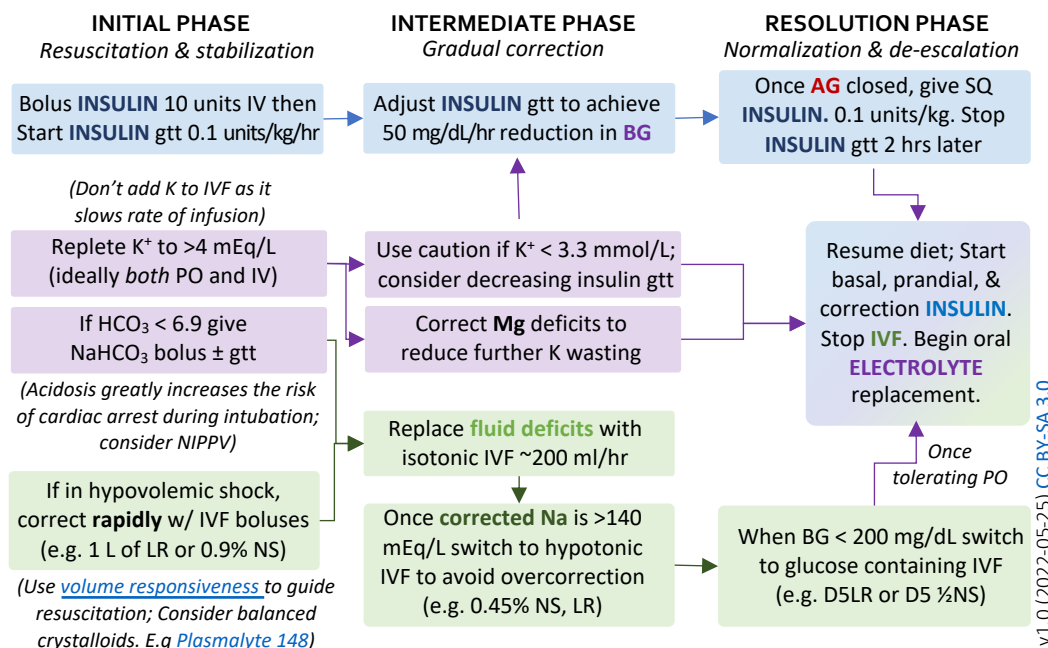 INITIAL PHASE
Resuscitation & stabilization
Bolus INSULIN 10 units IV then
Start INSULIN gtt 0.1 units/kg/hr
(Don't add K to IVF as it
slows rate of infusion)
Replete K⁺ to >4 mEq/L
(ideally both PO and IV)
If HCO₃ < 6.9 give
NaHCO₃ bolus ± gtt
(Acidosis greatly increases the risk
of cardiac arrest during intubation;
consider NIPPV)
If in hypovolemic shock,
correct rapidly w/ IVF boluses
(e.g. 1 L of LR or 0.9% NS)
(Use volume responsiveness to guide
resuscitation; Consider balanced
crystalloids. E.g Plasmalyte 148)
INTERMEDIATE PHASE
Gradual correction
Adjust INSULIN gtt to achieve
50 mg/dL/hr reduction in BG
Use caution if K⁺ < 3.3 mmol/L;
consider decreasing insulin gtt
Correct Mg deficits to
reduce further K wasting
Replace fluid deficits with
isotonic IVF ~200 ml/hr
Once corrected Na is >140
mEq/L switch to hypotonic
IVF to avoid overcorrection
(e.g. 0.45% NS, LR)
RESOLUTION PHASE
Normalization & de-escalation
Once AG closed, give SQ
INSULIN. 0.1 units/kg. Stop
INSULIN gtt 2 hrs later
Resume diet; Start
basal, prandial, &
correction INSULIN.
Stop IVF. Begin oral
ELECTROLYTE
replacement.
Once
tolerating PO
When BG < 200 mg/dL switch
to glucose containing IVF
(e.g. D5LR or D5 ½NS)
v1.0 (2022-05-25) CC BY-SA 3.0